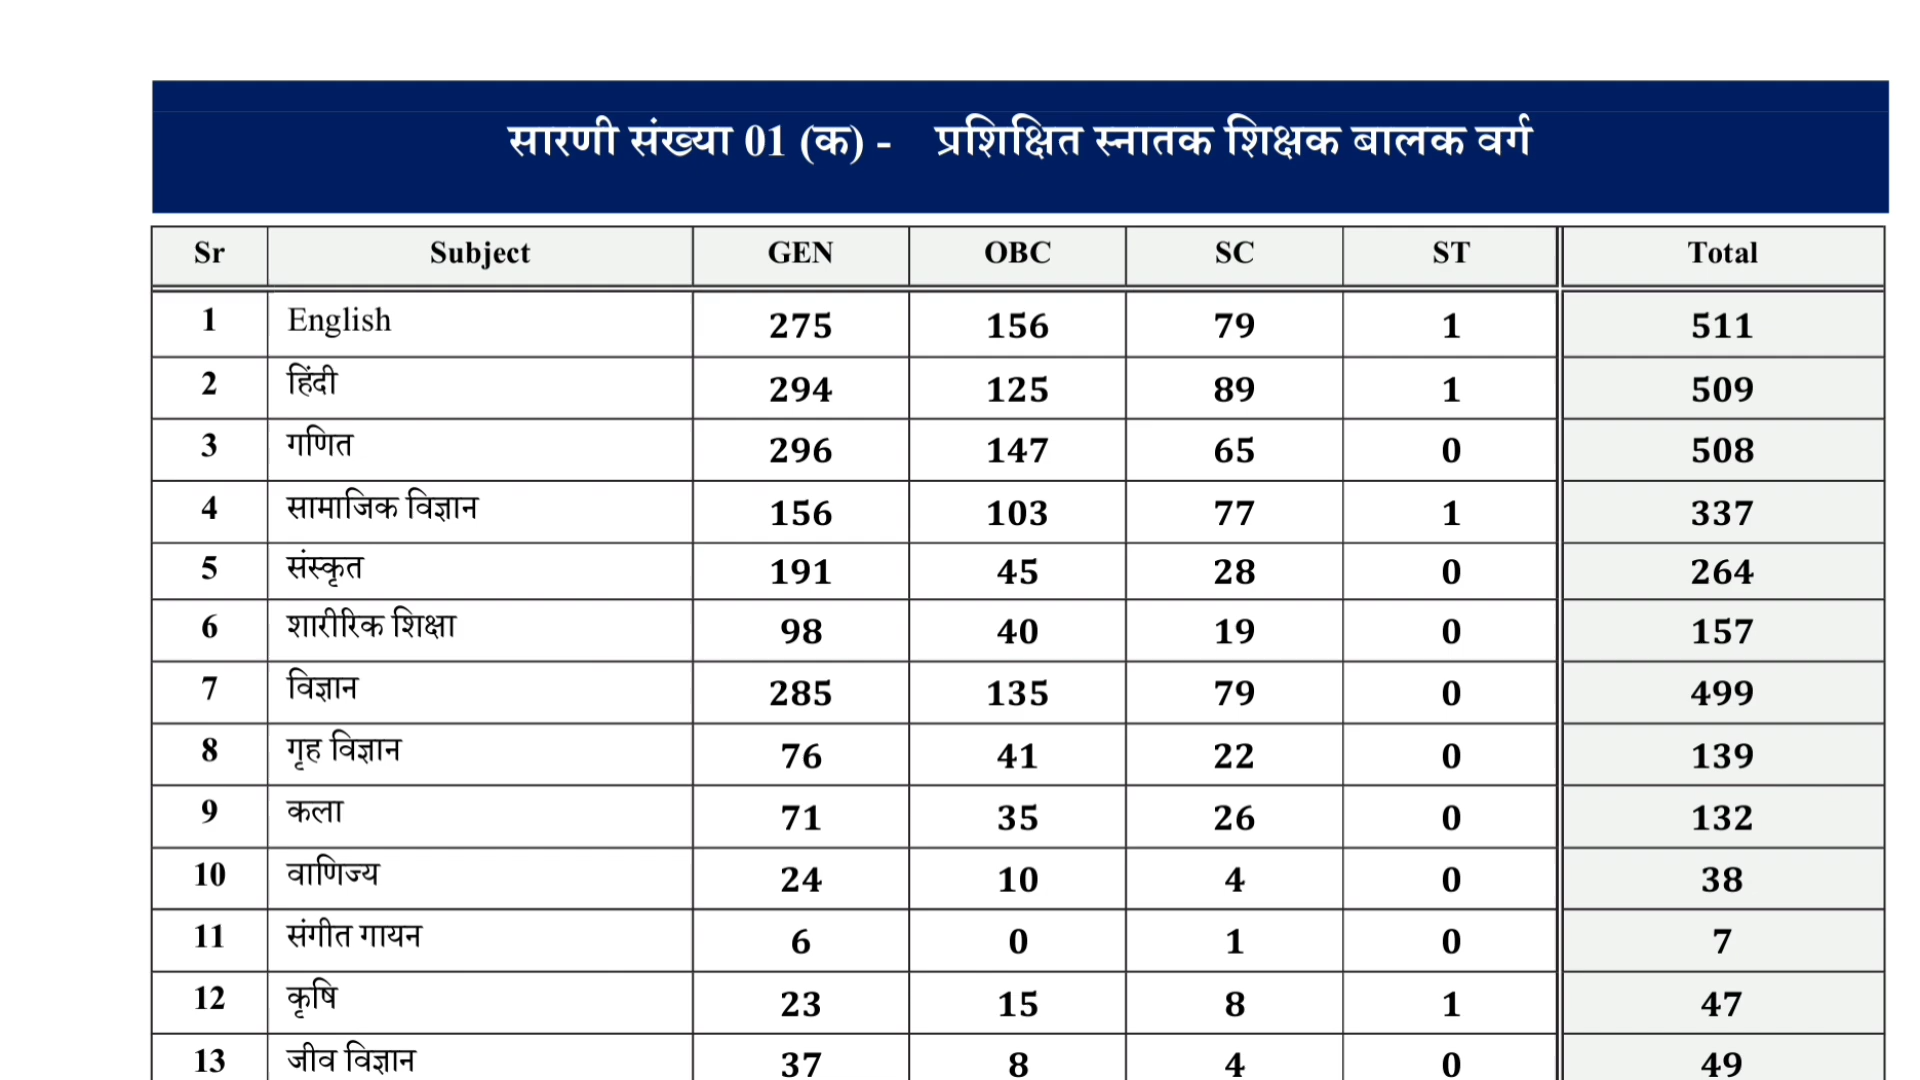 सारणी संख्या 01 (क) - प्रशिक्षित स्नातक शिक्षक बालक वर्ग
Sr Subject GEN OBC SC ST Total
1 English 275 156 79 1 511
2 हिंदी 294 125 89 1 509
3 गणित 296 147 65 0 508
4 सामाजिक विज्ञान 156 103 77 1 337
5 संस्कृत 191 45 28 0 264
6 शारीरिक शिक्षा 98 40 19 0 157
7 विज्ञान 285 135 79 0 499
8 गृह विज्ञान 76 41 22 0 139
9 कला 71 35 26 0 132
10 वाणिज्य 24 10 4 0 38
11 संगीत गायन 6 0 1 0 7
12 कृषि 23 15 8 1 47
13 जीव विज्ञान 37 8 4 0 49